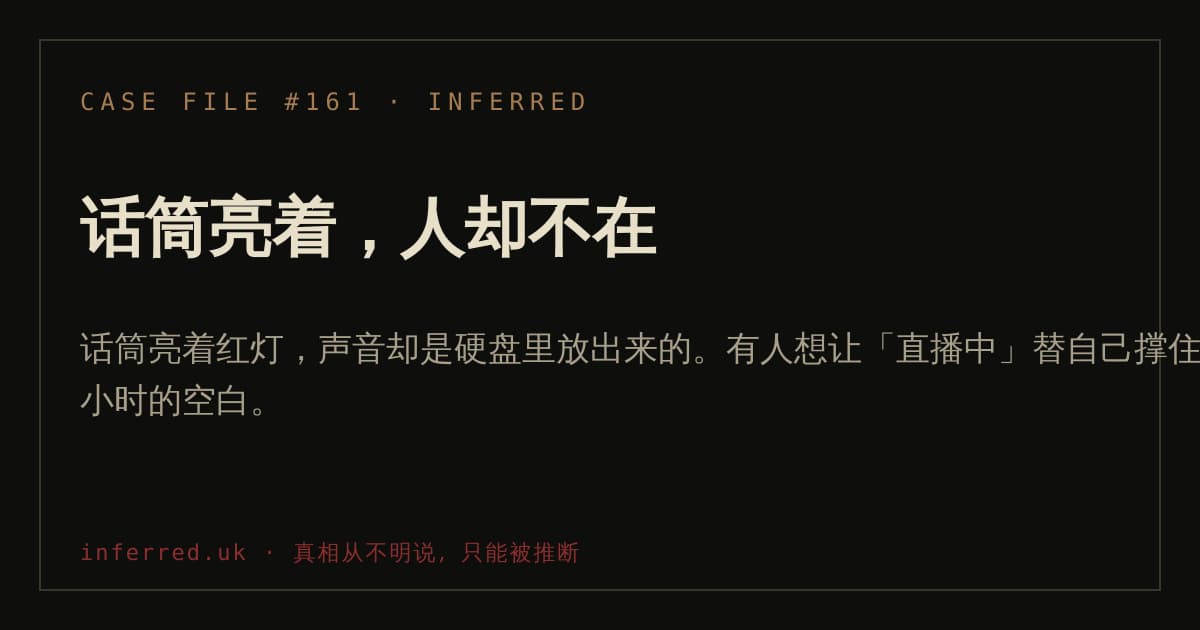 CASE FILE #161 · INFERRED
话筒亮着，人却不在
话筒亮着红灯，声音却是硬盘里放出来的。有人想让「直播中」替自己撑住
小时的空白。
inferred.uk · 真相从不明说，只能被推断